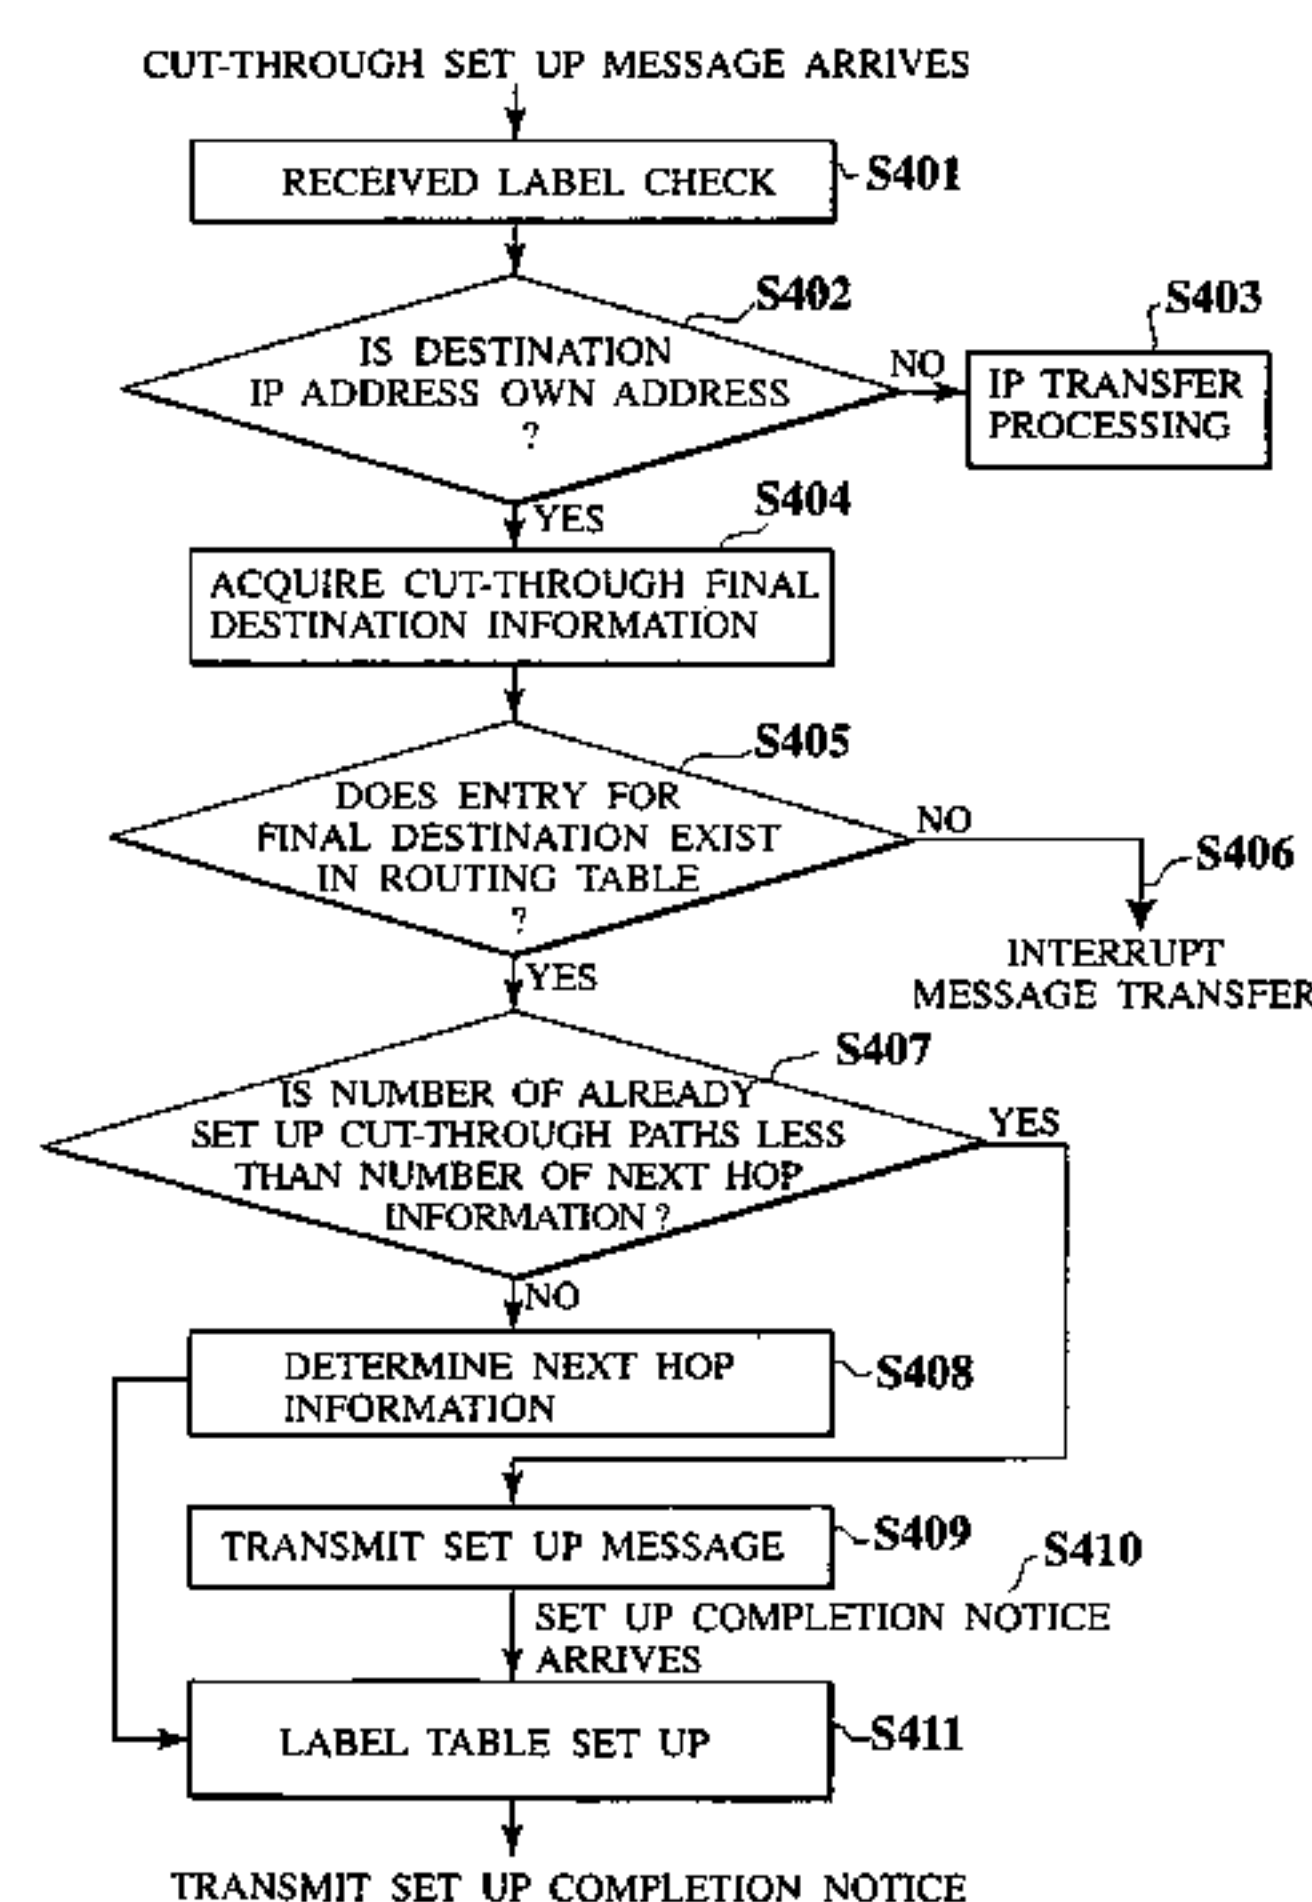 CUT-THROUGH SET UP MESSAGE ARRIVES
RECEIVED LABEL CHECK
S401
S402
IS DESTINATION
IP ADDRESS OWN ADDRESS
?
NO
S403
IP TRANSFER
PROCESSING
YES
S404
ACQUIRE CUT-THROUGH FINAL
DESTINATION INFORMATION
S405
DOES ENTRY FOR
FINAL DESTINATION EXIST
IN ROUTING TABLE
?
NO
S406
INTERRUPT
MESSAGE TRANSFER
YES
S407
IS NUMBER OF ALREADY
SET UP CUT-THROUGH PATHS LESS
THAN NUMBER OF NEXT HOP
INFORMATION ?
YES
NO
DETERMINE NEXT HOP
INFORMATION
S408
TRANSMIT SET UP MESSAGE
S409
S410
SET UP COMPLETION NOTICE
ARRIVES
LABEL TABLE SET UP
S411
TRANSMIT SET UP COMPLETION NOTICE